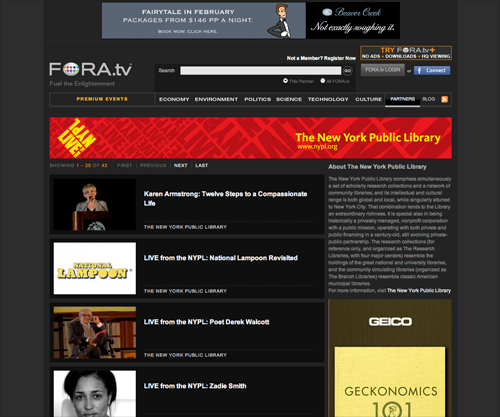 FAIRYTALE IN FEBRUARY
PACKAGES FROM $146 PP A NIGHT.
BOOK NOW. CLICK HERE.
Beaver Creek
Not exactly roughing it.
TRY FORA.tv+
NO ADS • DOWNLOADS • HQ VIEWING
Not a Member? Register Now
FORA.tv
Fuel the Enlightenment
Search
GO
This Partner
All FORA.tv
FORA.tv LOGIN
or
f Connect
PREMIUM EVENTS
ECONOMY ENVIRONMENT POLITICS SCIENCE TECHNOLOGY CULTURE PARTNERS BLOG
LIVE NYPL
The New York Public Library
www.nypl.org
SHOWING 1 - 25 OF 42 FIRST | PREVIOUS NEXT | LAST
Karen Armstrong: Twelve Steps to a Compassionate
Life
THE NEW YORK PUBLIC LIBRARY
NATIONAL
LAMPOON
LIVE from the NYPL: National Lampoon Revisited
THE NEW YORK PUBLIC LIBRARY
LIVE from the NYPL: Poet Derek Walcott
THE NEW YORK PUBLIC LIBRARY
LIVE from the NYPL: Zadie Smith
THE NEW YORK PUBLIC LIBRARY
About The New York Public Library
The New York Public Library comprises simultaneously
a set of scholarly research collections and a network of
community libraries, and its intellectual and cultural
range is both global and local, while singularly attuned
to New York City. That combination lends to the Library
an extraordinary richness. It is special also in being
historically a privately managed, nonprofit corporation
with a public mission, operating with both private and
public financing in a century-old, still evolving private-
public partnership. The research collections (for
reference only, and organized as The Research
Libraries, with four major centers) resemble the
holdings of the great national and university libraries,
and the community circulating libraries (organized as
The Branch Libraries) resemble classic American
municipal libraries.
For more information, visit The New York Public Library
GEICO
GECKONOMICS
101